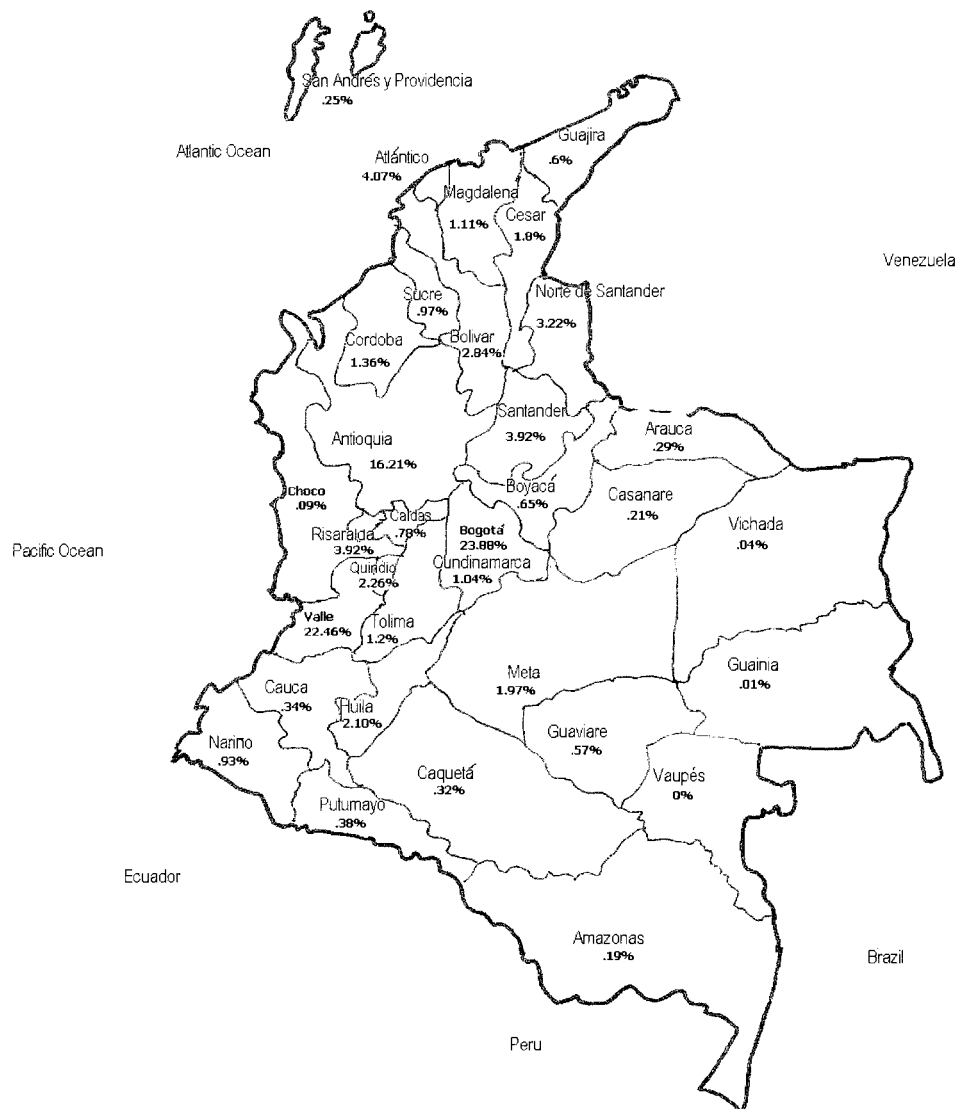 San Andrés y Providencia
.25%
Atlantic Ocean
Guajira
.6%
Atlántico
4.07%
Magdalena
1.11%
Cesar
1.8%
Venezuela
Norte de Santander
3.22%
Sucre
.97%
Bolivar
2.84%
Cordoba
1.36%
Santander
3.92%
Arauca
.29%
Antioquia
16.21%
Boyacá
.65%
Casanare
.21%
Choco
.09%
Caldas
.78%
Vichada
.04%
Bogotá
23.88%
Risaralda
3.92%
Pacific Ocean
Cundinamarca
1.04%
Quindio
2.26%
Valle
22.46%
Tolima
1.2%
Meta
1.97%
Guainia
.01%
Cauca
.34%
Huila
2.10%
Guaviare
.57%
Narino
.93%
Caquetá
.32%
Vaupés
0%
Putumayo
.38%
Ecuador
Amazonas
.19%
Brazil
Peru